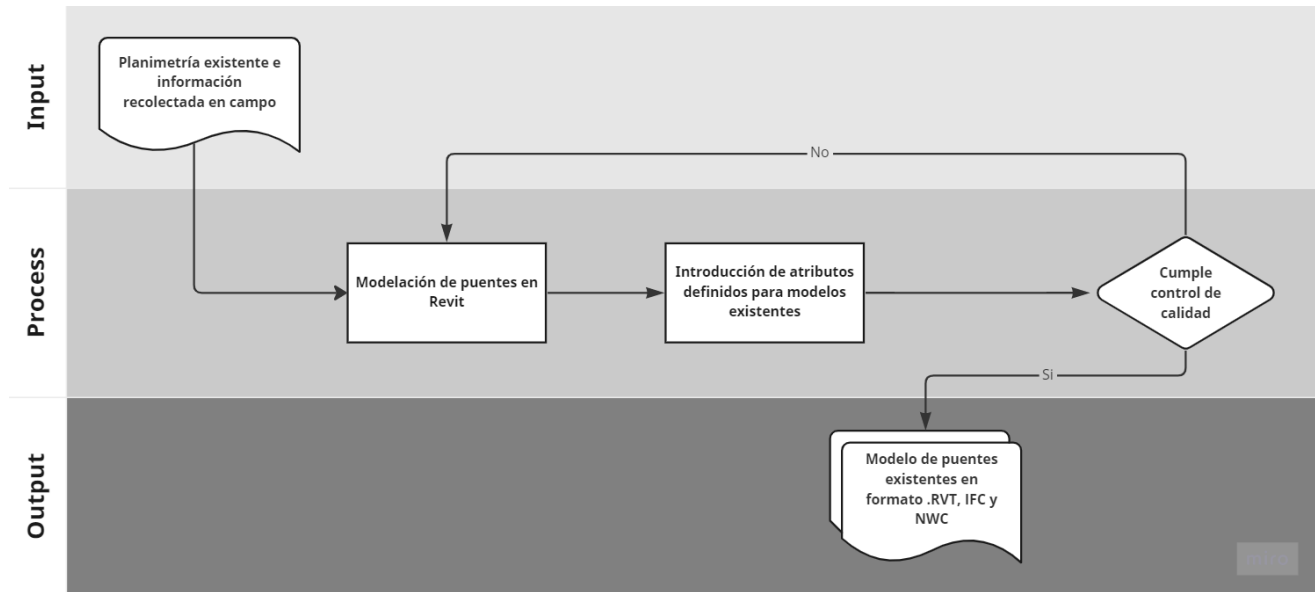 Input
Planimetría existente e
información
recolectada en campo
No
Process
Modelación de puentes en
Revit
Introducción de atributos
definidos para modelos
existentes
Cumple
control de
calidad
Si
Output
Modelo de puentes
existentes en
formato .RVT, IFC y
NWC
miro